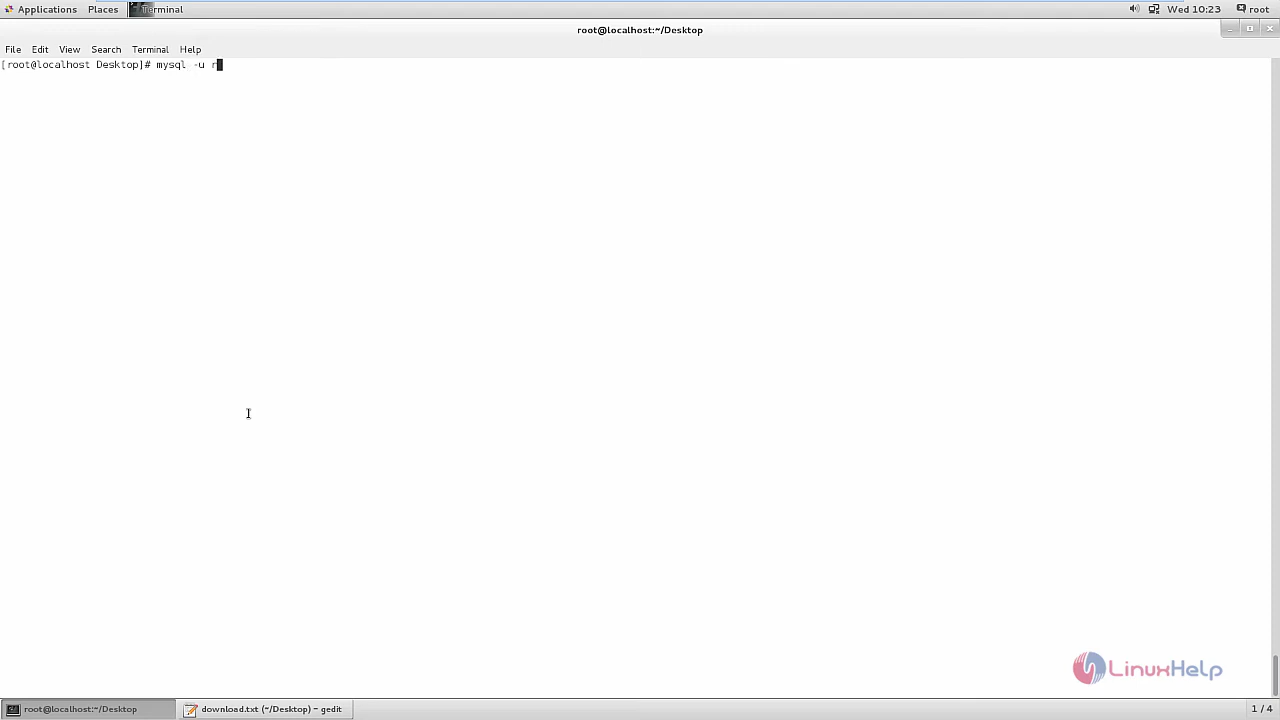 Applications Places Terminal Wed 10:23 root
root@localhost:~/Desktop
File Edit View Search Terminal Help
[root@localhost Desktop]# mysql -u r
LinuxHelp
root@localhost:~/Desktop download.txt (~/Desktop) - gedit 1 / 4